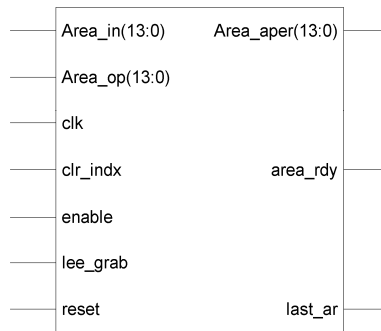 Area_in(13:0) Area_aper(13:0)
Area_op(13:0)
clk
clr_indx area_rdy
enable
lee_grab
reset last_ar